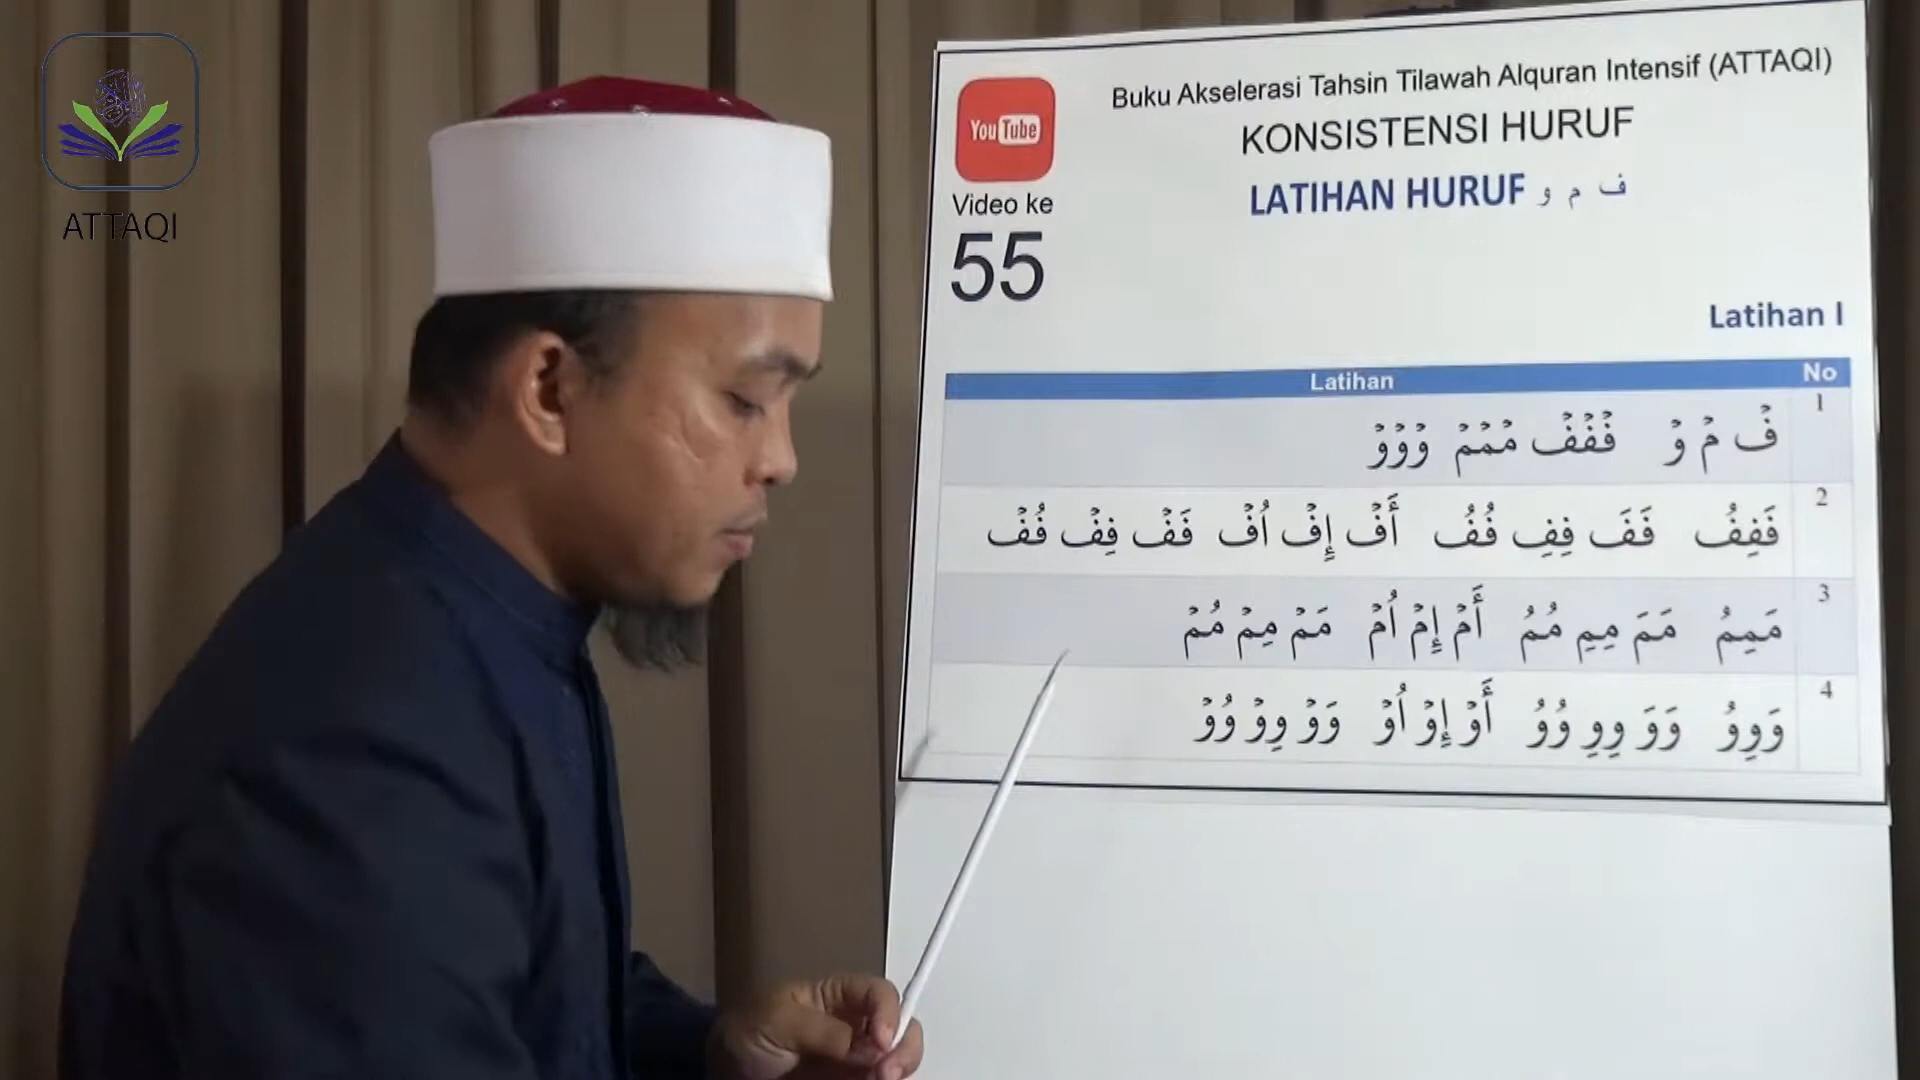 ATTAQI
Buku Akselerasi Tahsin Tilawah Alquran Intensif (ATTAQI)
KONSISTENSI HURUF
LATIHAN HURUF ف م و
YouTube
Video ke
55
Latihan I
No Latihan
1 فْ مْ وْ فْفْفْ مْمْمْ وْوْوْ
2 فَفِفُ فَفَ فِفِ فُفُ أَفْ إِفْ اُفْ فَفْ فِفْ فُفْ
3 مَمِمُ مَمَ مِمِ مُمُ أَمْ إِمْ اُمْ مَمْ مِمْ مُمْ
4 وَوِوُ وَوَ وِوِ وُوُ أَوْ إِوْ اُوْ وَوْ وِوْ وُوْ